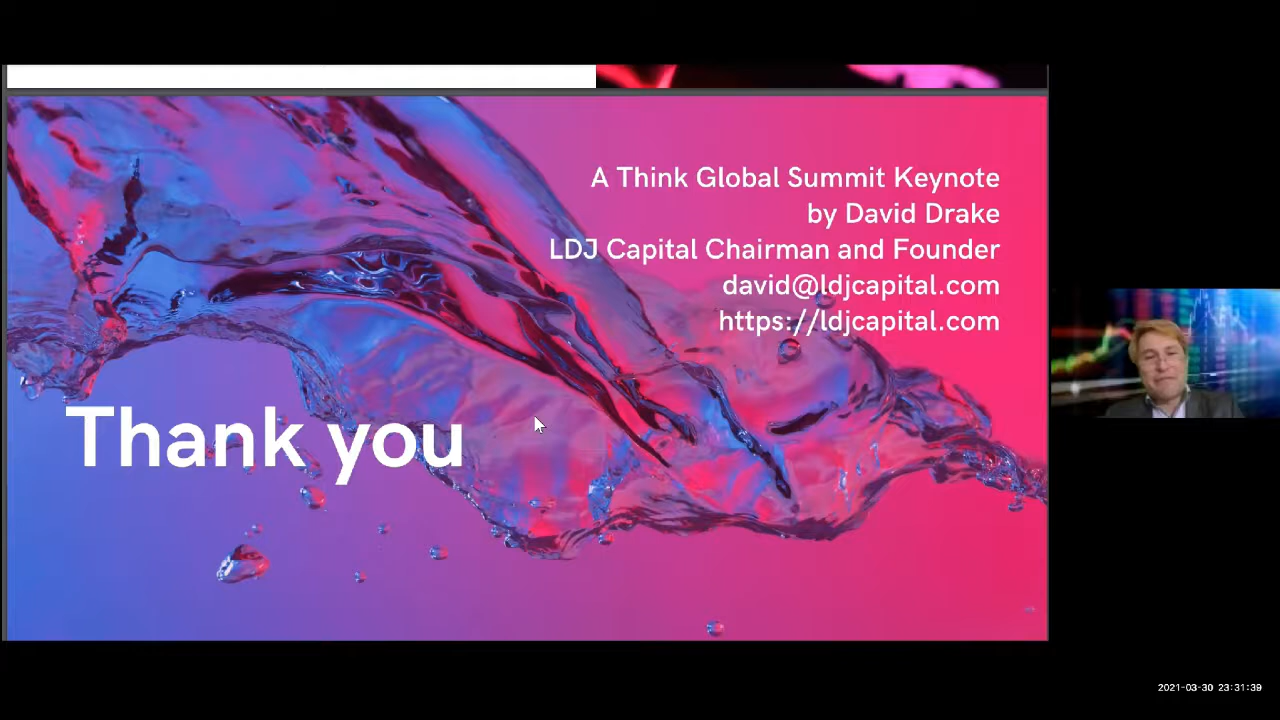 A Think Global Summit Keynote
by David Drake
LDJ Capital Chairman and Founder
david@ldjcapital.com
https://ldjcapital.com
Thank you
2021-03-30 23:31:39